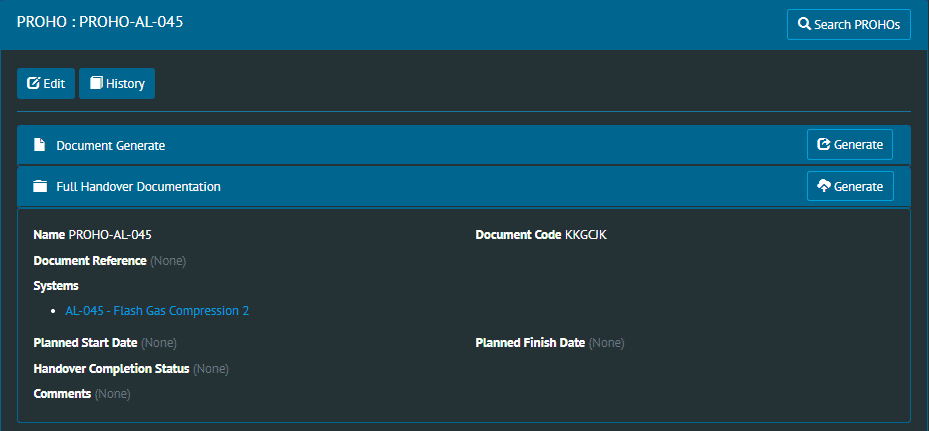 PROHO : PROHO-AL-045
Search PROHOs
Edit
History
Document Generate
Generate
Full Handover Documentation
Generate
Name PROHO-AL-045
Document Code KKGCJK
Document Reference (None)
Systems
• AL-045 - Flash Gas Compression 2
Planned Start Date (None)
Planned Finish Date (None)
Handover Completion Status (None)
Comments (None)